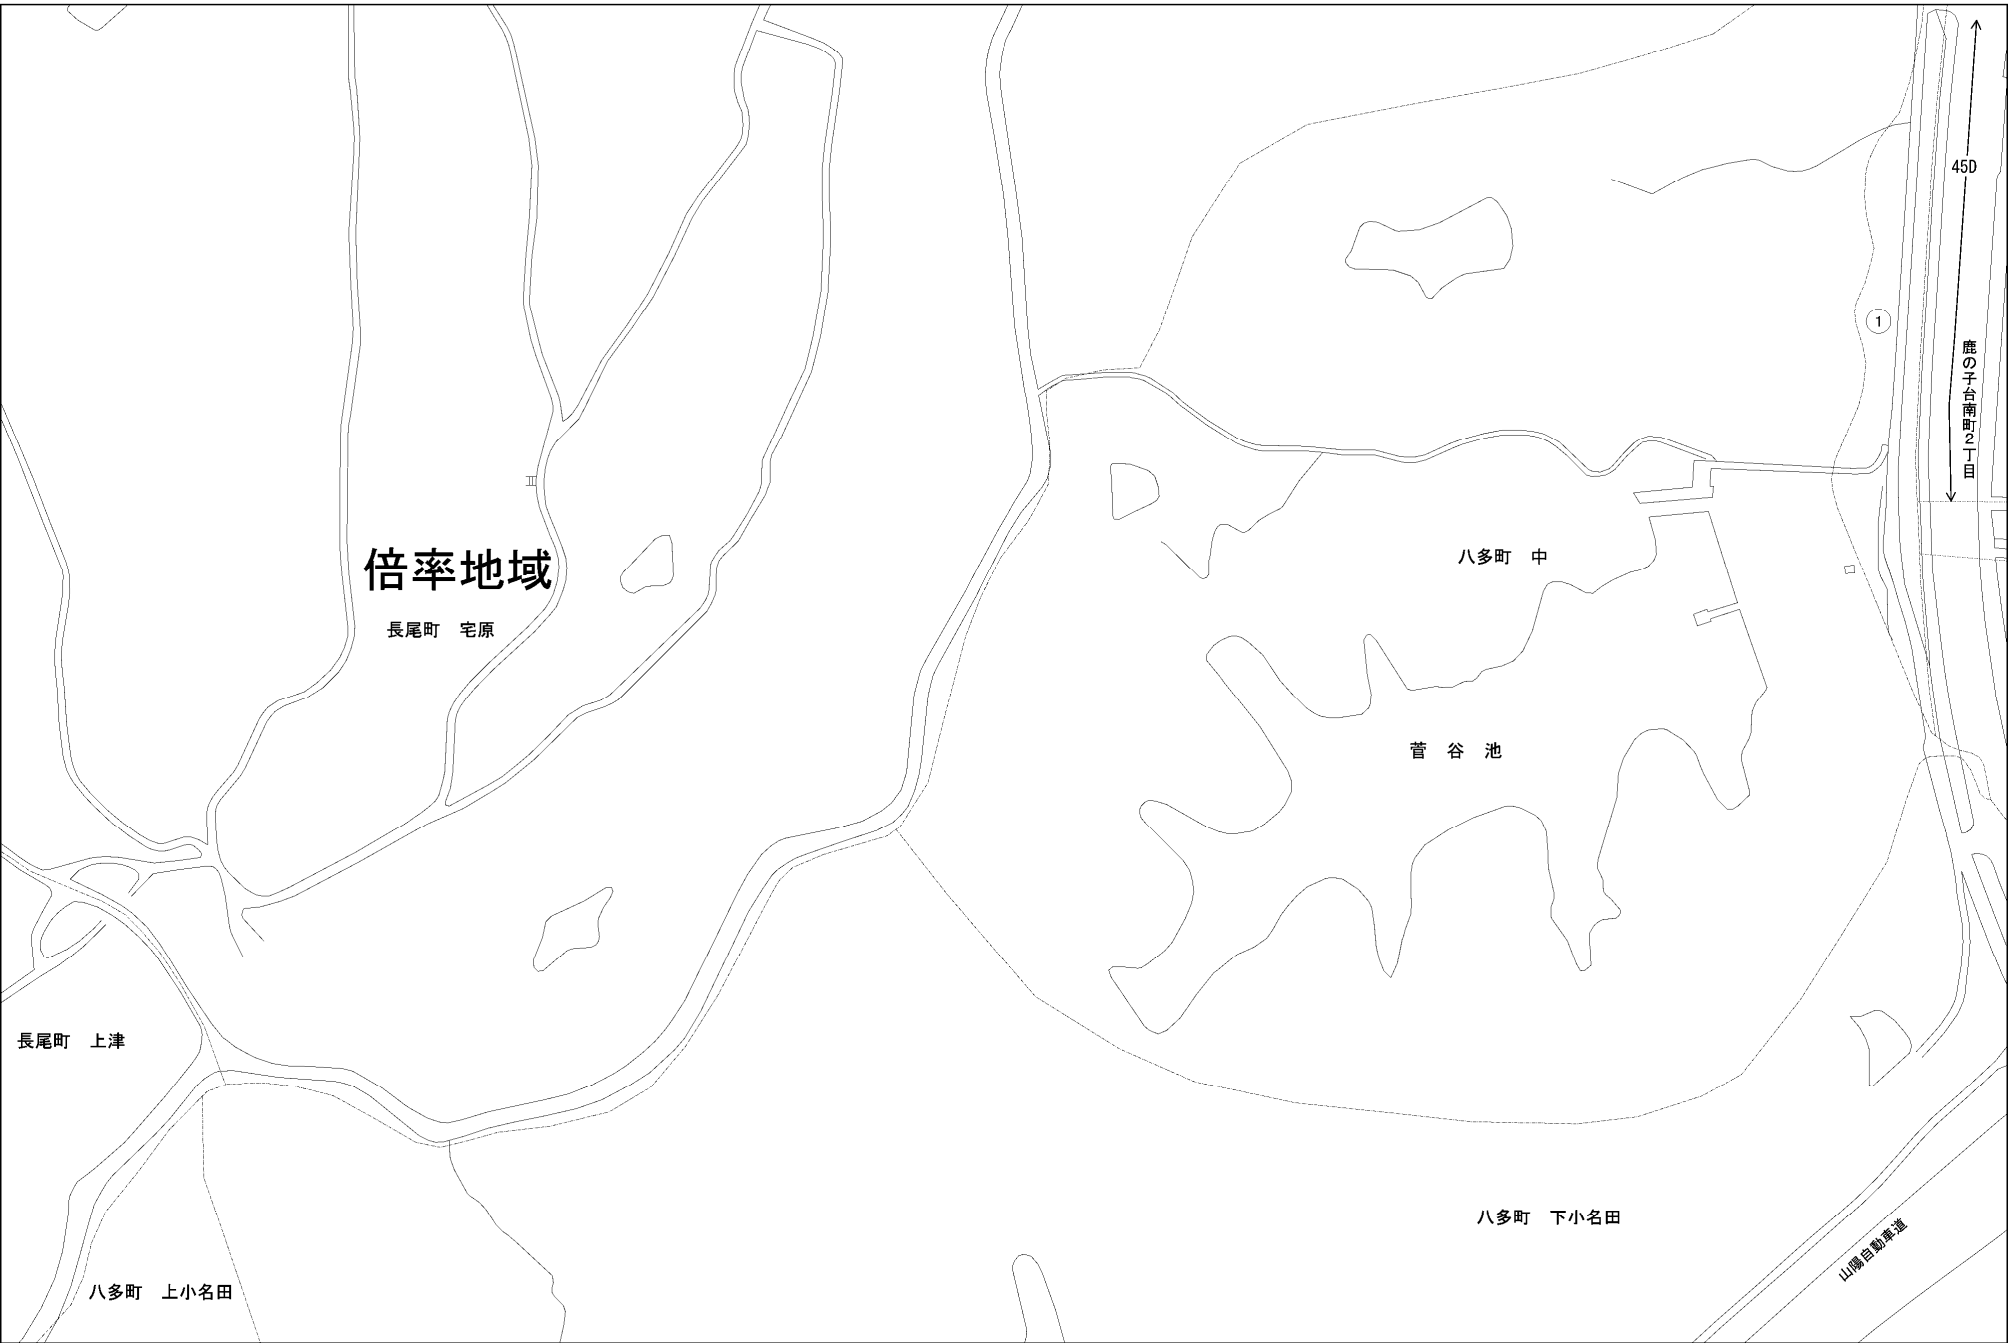 45D
①
鹿の子台南町2丁目
倍率地域
八多町　中
長尾町　宅原
菅　谷　池
長尾町　上津
八多町　下小名田
山陽自動車道
八多町　上小名田